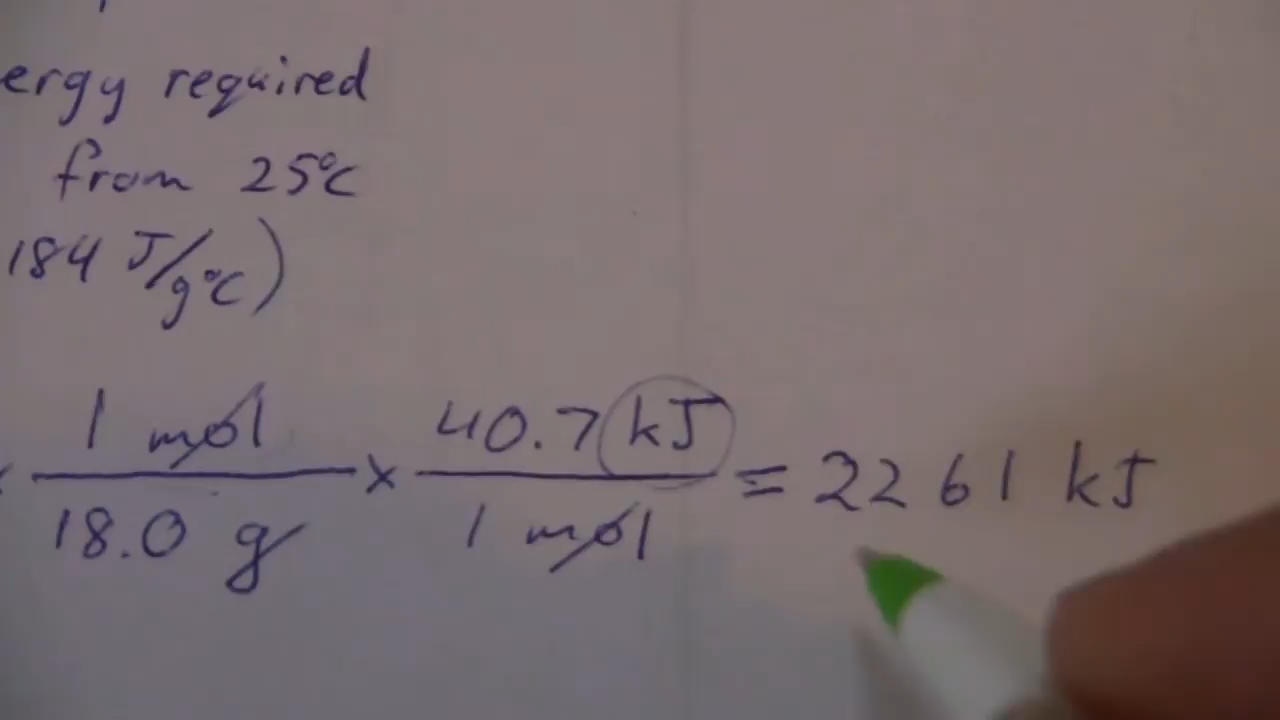 ergy required
from 25°C
184 J/g°C)
1 mol / 18.0 g × 40.7 kJ / 1 mol = 2261 kJ